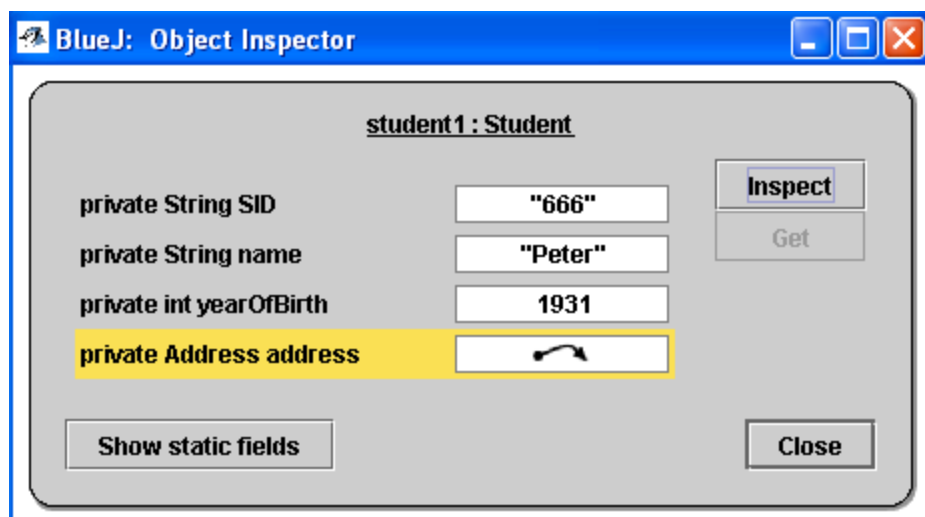 BlueJ: Object Inspector
student1 : Student
private String SID "666" Inspect
private String name "Peter" Get
private int yearOfBirth 1931
private Address address
Show static fields Close